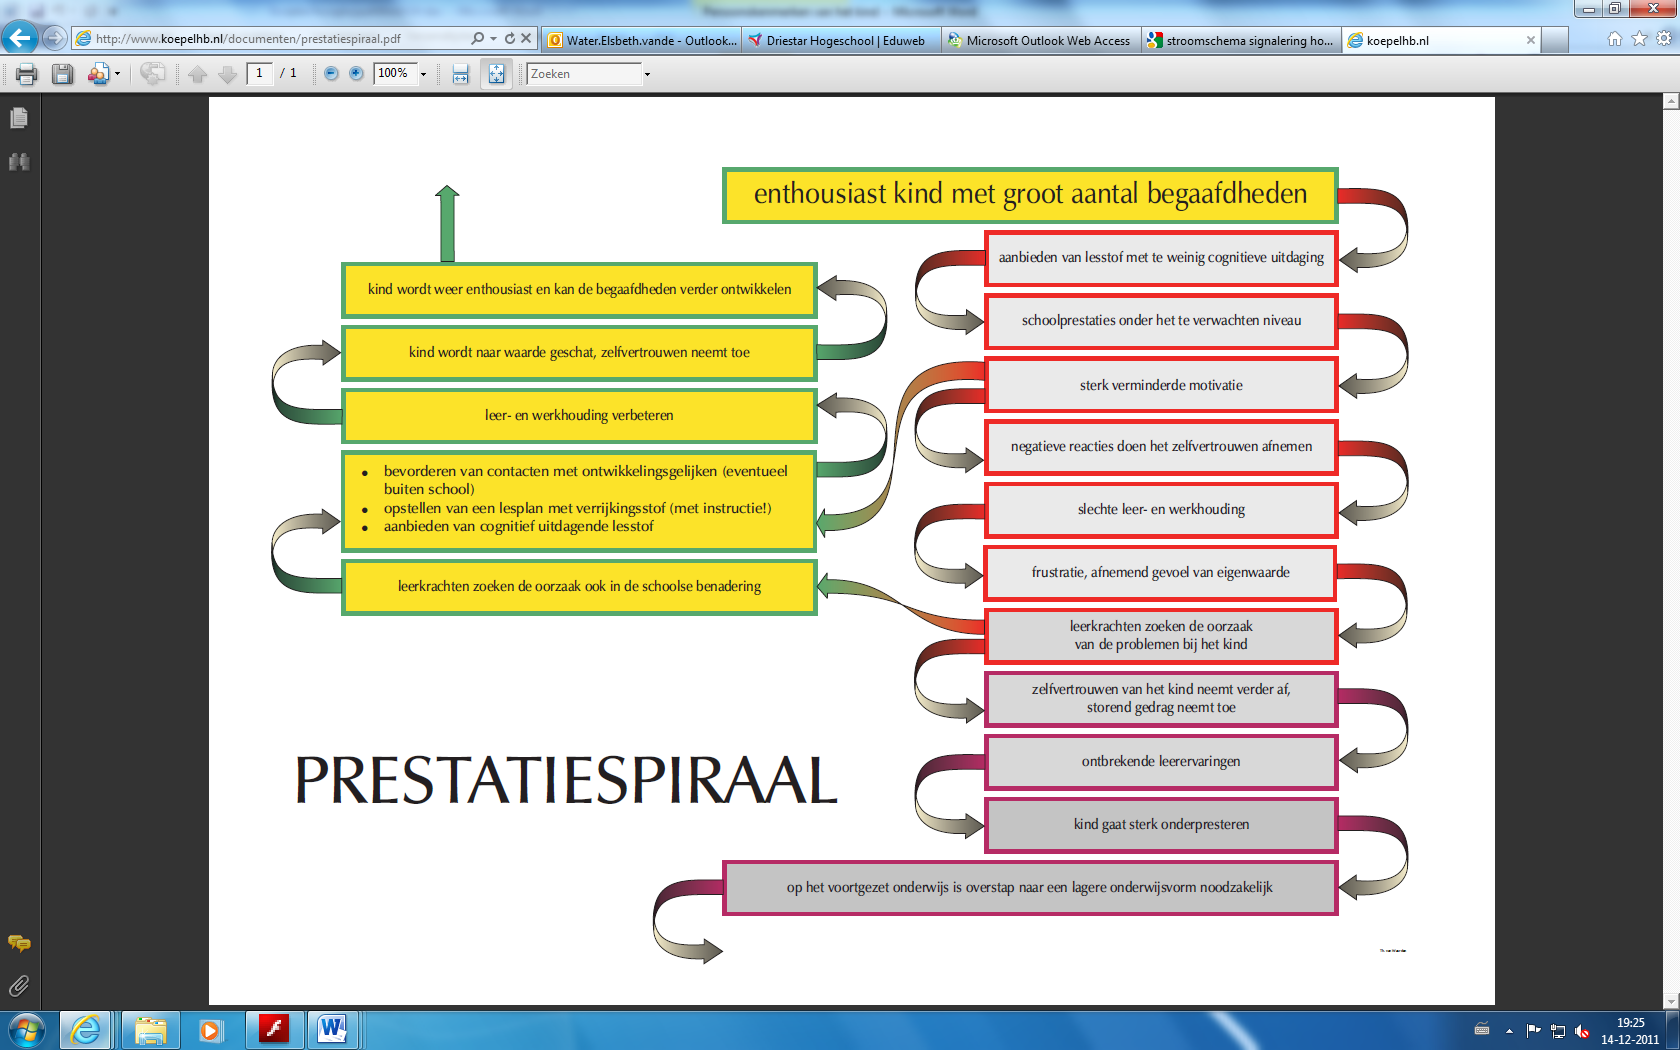 http://www.koepelhb.nl/documenten/prestatiespiraal.pdf
Water.Elsbeth.vande - Outlook...
Driestar Hogeschool | Eduweb
Microsoft Outlook Web Access
stroomschema signalering ho...
koepelhb.nl
1 / 1
100%
Zoeken
enthousiast kind met groot aantal begaafdheden
aanbieden van lesstof met te weinig cognitieve uitdaging
schoolprestaties onder het te verwachten niveau
sterk verminderde motivatie
negatieve reacties doen het zelfvertrouwen afnemen
slechte leer- en werkhouding
frustratie, afnemend gevoel van eigenwaarde
leerkrachten zoeken de oorzaak
van de problemen bij het kind
zelfvertrouwen van het kind neemt verder af,
storend gedrag neemt toe
ontbrekende leerervaringen
kind gaat sterk onderpresteren
op het voortgezet onderwijs is overstap naar een lagere onderwijsvorm noodzakelijk
kind wordt weer enthousiast en kan de begaafdheden verder ontwikkelen
kind wordt naar waarde geschat, zelfvertrouwen neemt toe
leer- en werkhouding verbeteren
• bevorderen van contacten met ontwikkelingsgelijken (eventueel
buiten school)
• opstellen van een lesplan met verrijkingsstof (met instructie!)
• aanbieden van cognitief uitdagende lesstof
leerkrachten zoeken de oorzaak ook in de schoolse benadering
PRESTATIESPIRAAL
19:25
14-12-2011